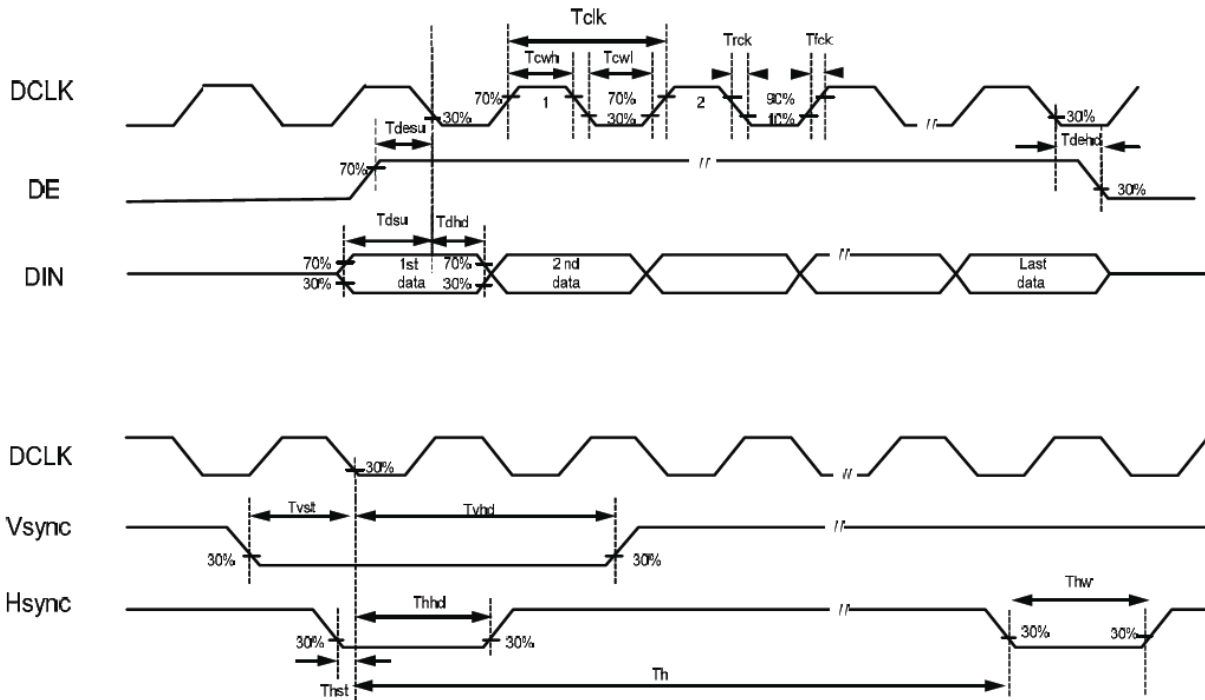 Tclk
Tcwh Tcwl Trck Tfck
DCLK 70% 1 70% 2 90%
30% 30% 10% 30%
Tdesu Tdehd
DE 70% 30%
Tdsu Tdhd
DIN 70% 1st 70% 2nd Last
30% data 30% data data
DCLK 30%
Tvst Tvhd
Vsync
30% 30%
Hsync Thhd Thw
30% 30% 30% 30%
Thst Th